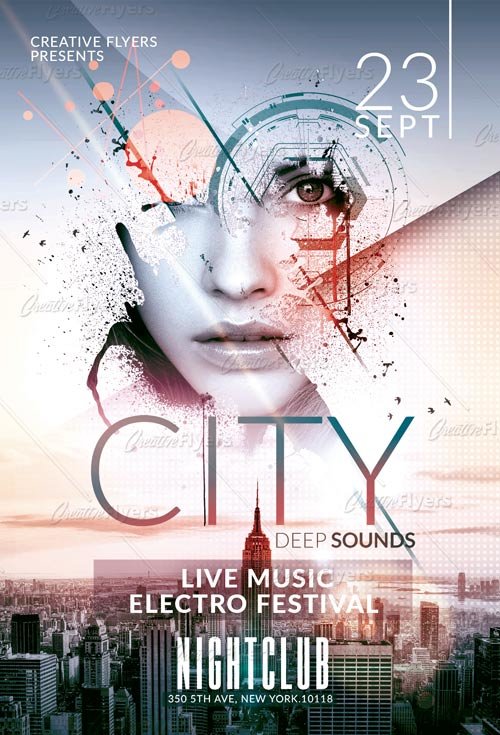 CREATIVE FLYERS
PRESENTS
23
SEPT
CITY
DEEP SOUNDS
LIVE MUSIC
ELECTRO FESTIVAL
NIGHTCLUB
350 5TH AVE, NEW YORK.10118
CreativeFlyers